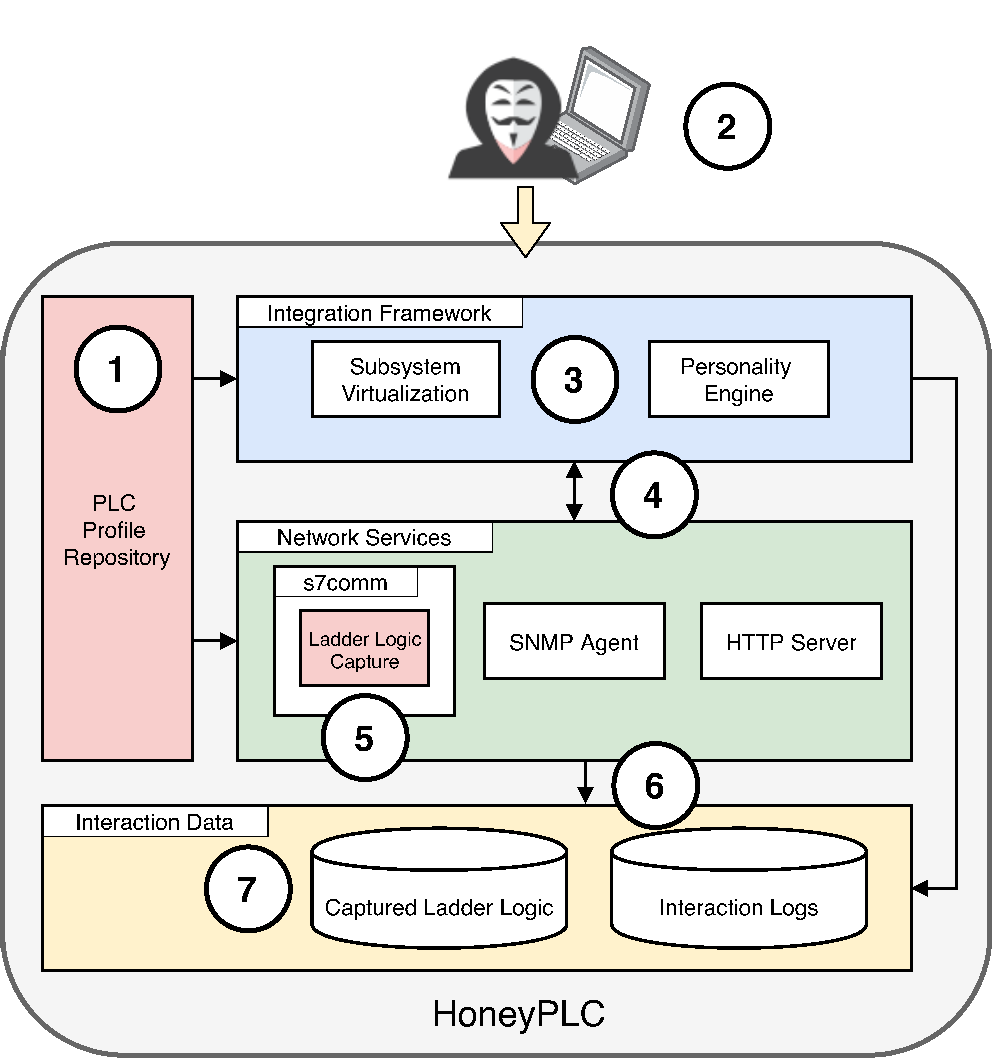 2
1
PLC
Profile
Repository
Integration Framework
Subsystem
Virtualization
3
Personality
Engine
4
Network Services
s7comm
Ladder Logic
Capture
5
SNMP Agent
HTTP Server
6
Interaction Data
7
Captured Ladder Logic
Interaction Logs
HoneyPLC